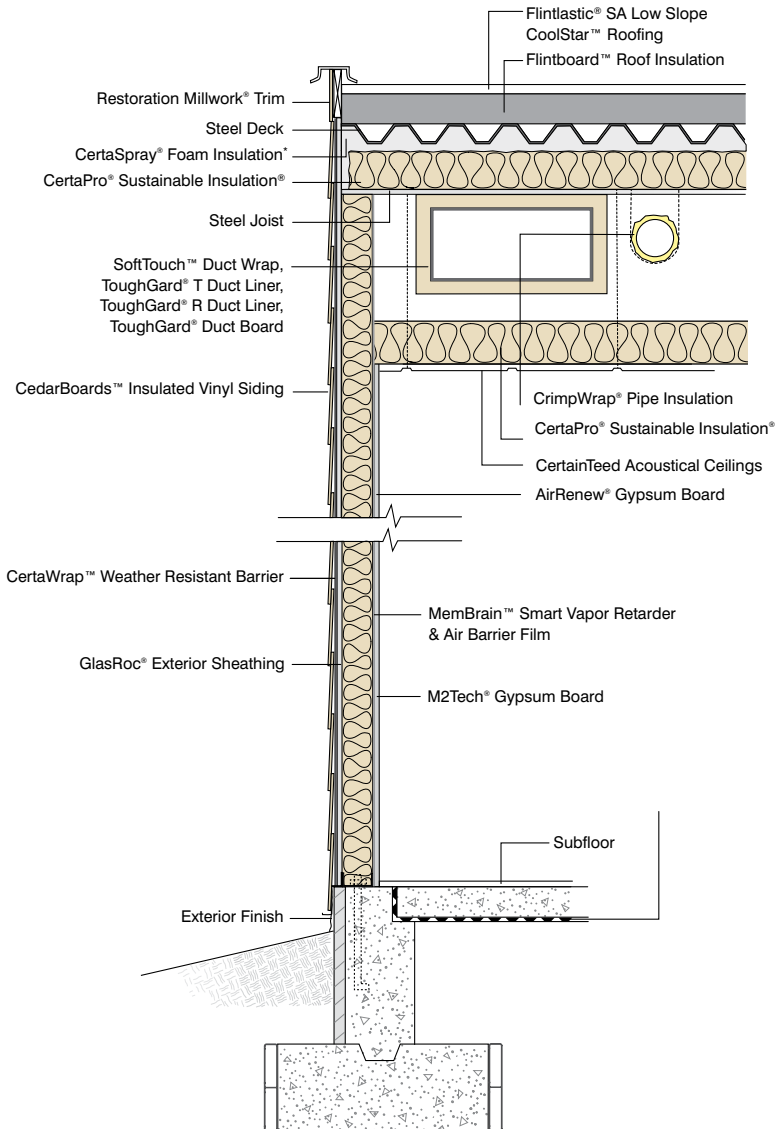 Flintlastic® SA Low Slope
CoolStar™ Roofing
Flintboard™ Roof Insulation
Restoration Millwork® Trim
Steel Deck
CertaSpray® Foam Insulation*
CertaPro® Sustainable Insulation®
Steel Joist
SoftTouch™ Duct Wrap,
ToughGard® T Duct Liner,
ToughGard® R Duct Liner,
ToughGard® Duct Board
CedarBoards™ Insulated Vinyl Siding
CrimpWrap® Pipe Insulation
CertaPro® Sustainable Insulation®
CertainTeed Acoustical Ceilings
AirRenew® Gypsum Board
CertaWrap™ Weather Resistant Barrier
MemBrain™ Smart Vapor Retarder
& Air Barrier Film
GlasRoc® Exterior Sheathing
M2Tech® Gypsum Board
Subfloor
Exterior Finish